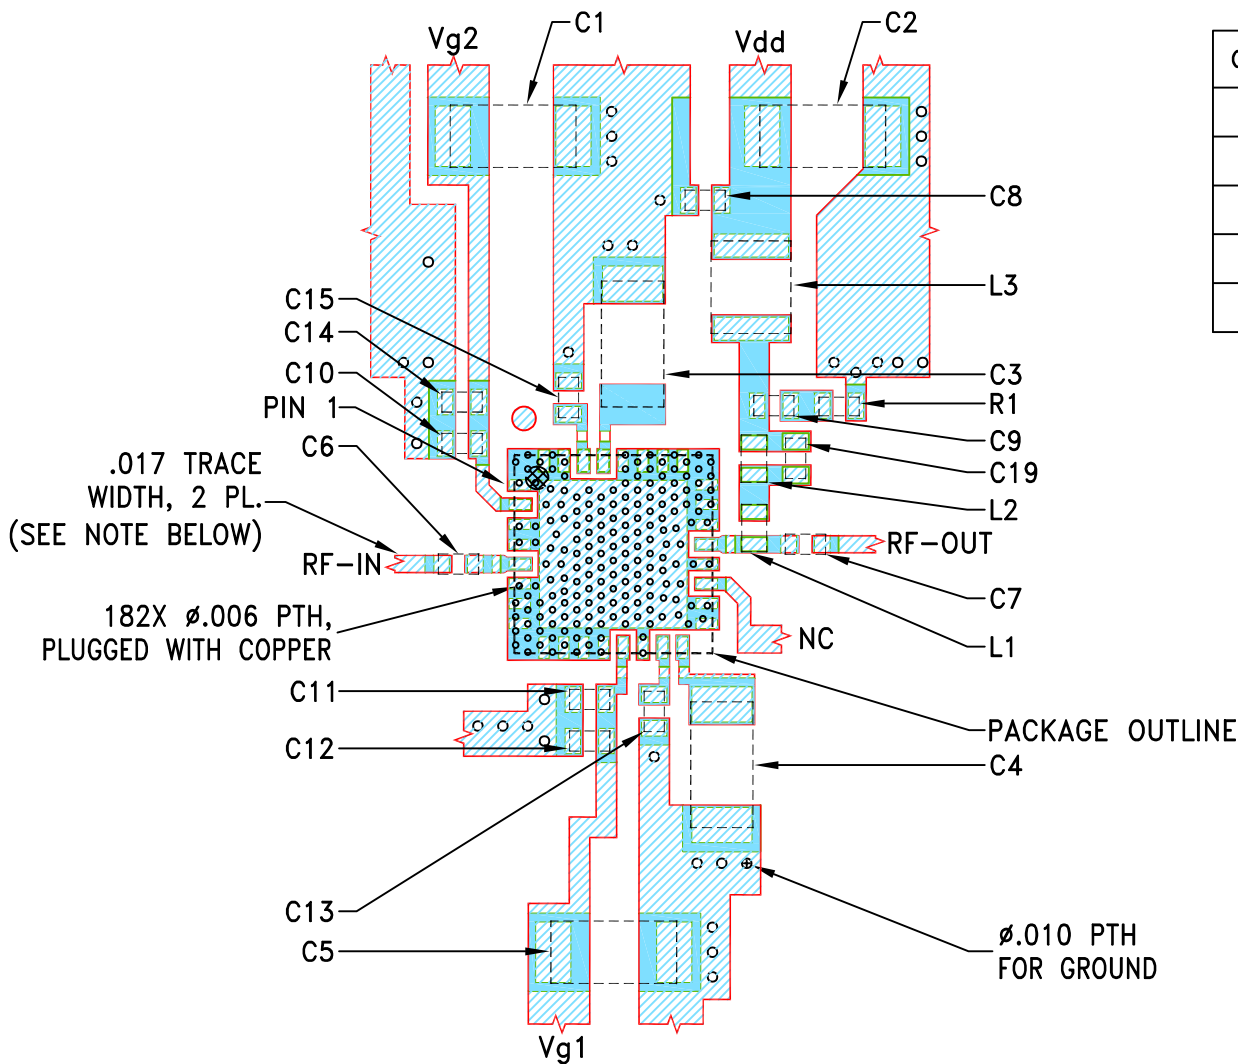 C1
C2
Vg2
Vdd
C
C8
C15
L3
C14
C10
C3
PIN 1
R1
C6
C9
.017 TRACE
WIDTH, 2 PL.
(SEE NOTE BELOW)
C19
L2
RF-IN
RF-OUT
C7
182X ø.006 PTH,
PLUGGED WITH COPPER
NC
L1
C11
PACKAGE OUTLINE
C12
C4
C13
C5
ø.010 PTH
FOR GROUND
Vg1